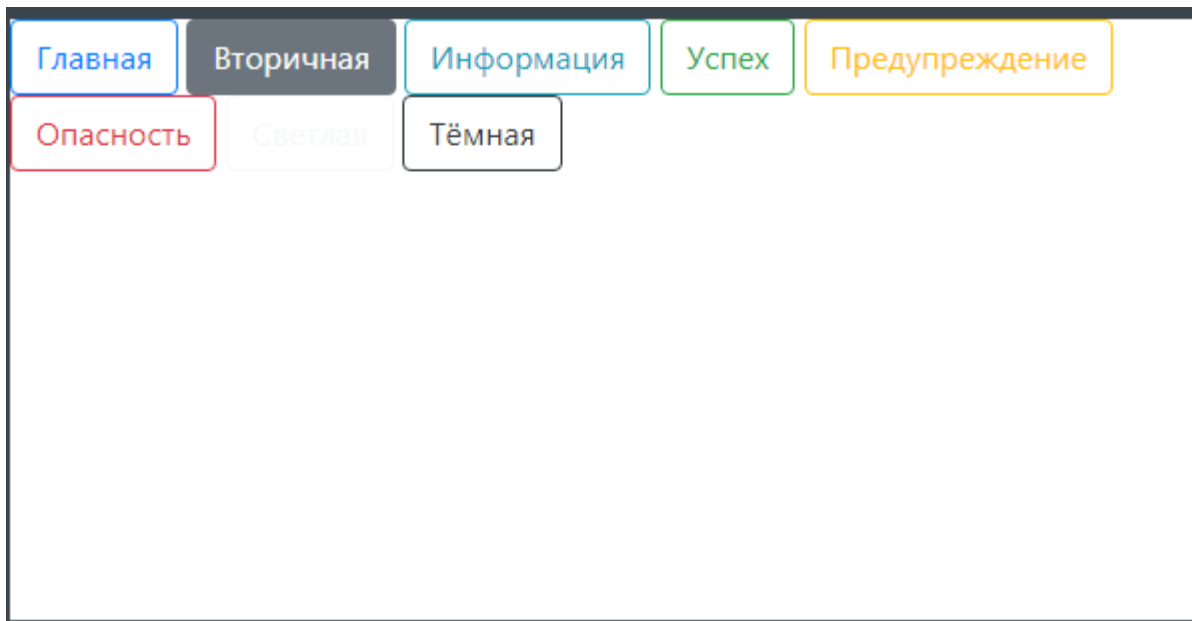 Главная Вторичная Информация Успех Предупреждение
Опасность Светлая Тёмная